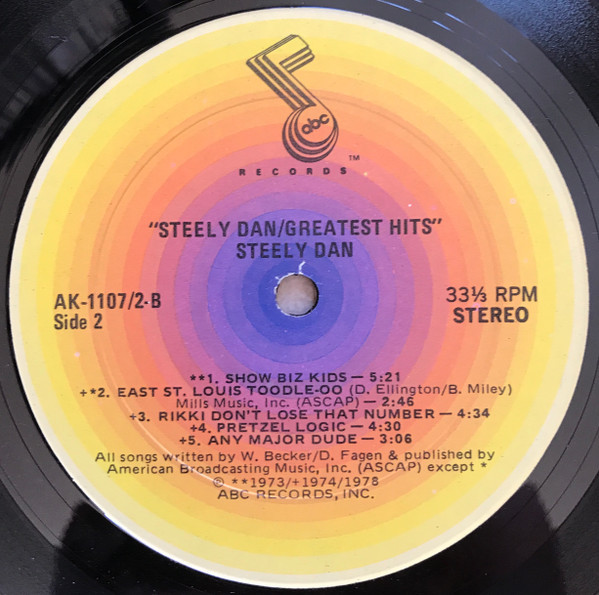 abc
™
RECORDS
"STEELY DAN/GREATEST HITS"
STEELY DAN
AK-1107/2-B
Side 2
33⅓ RPM
STEREO
**1. SHOW BIZ KIDS — 5:21
+*2. EAST ST. LOUIS TOODLE-OO (D. Ellington/B. Miley)
Mills Music, Inc. (ASCAP) — 2:46
+3. RIKKI DON'T LOSE THAT NUMBER — 4:34
+4. PRETZEL LOGIC — 4:30
+5. ANY MAJOR DUDE — 3:06
All songs written by W. Becker/D. Fagen & published by
American Broadcasting Music, Inc. (ASCAP) except *
℗ **1973/+1974/1978
ABC RECORDS, INC.